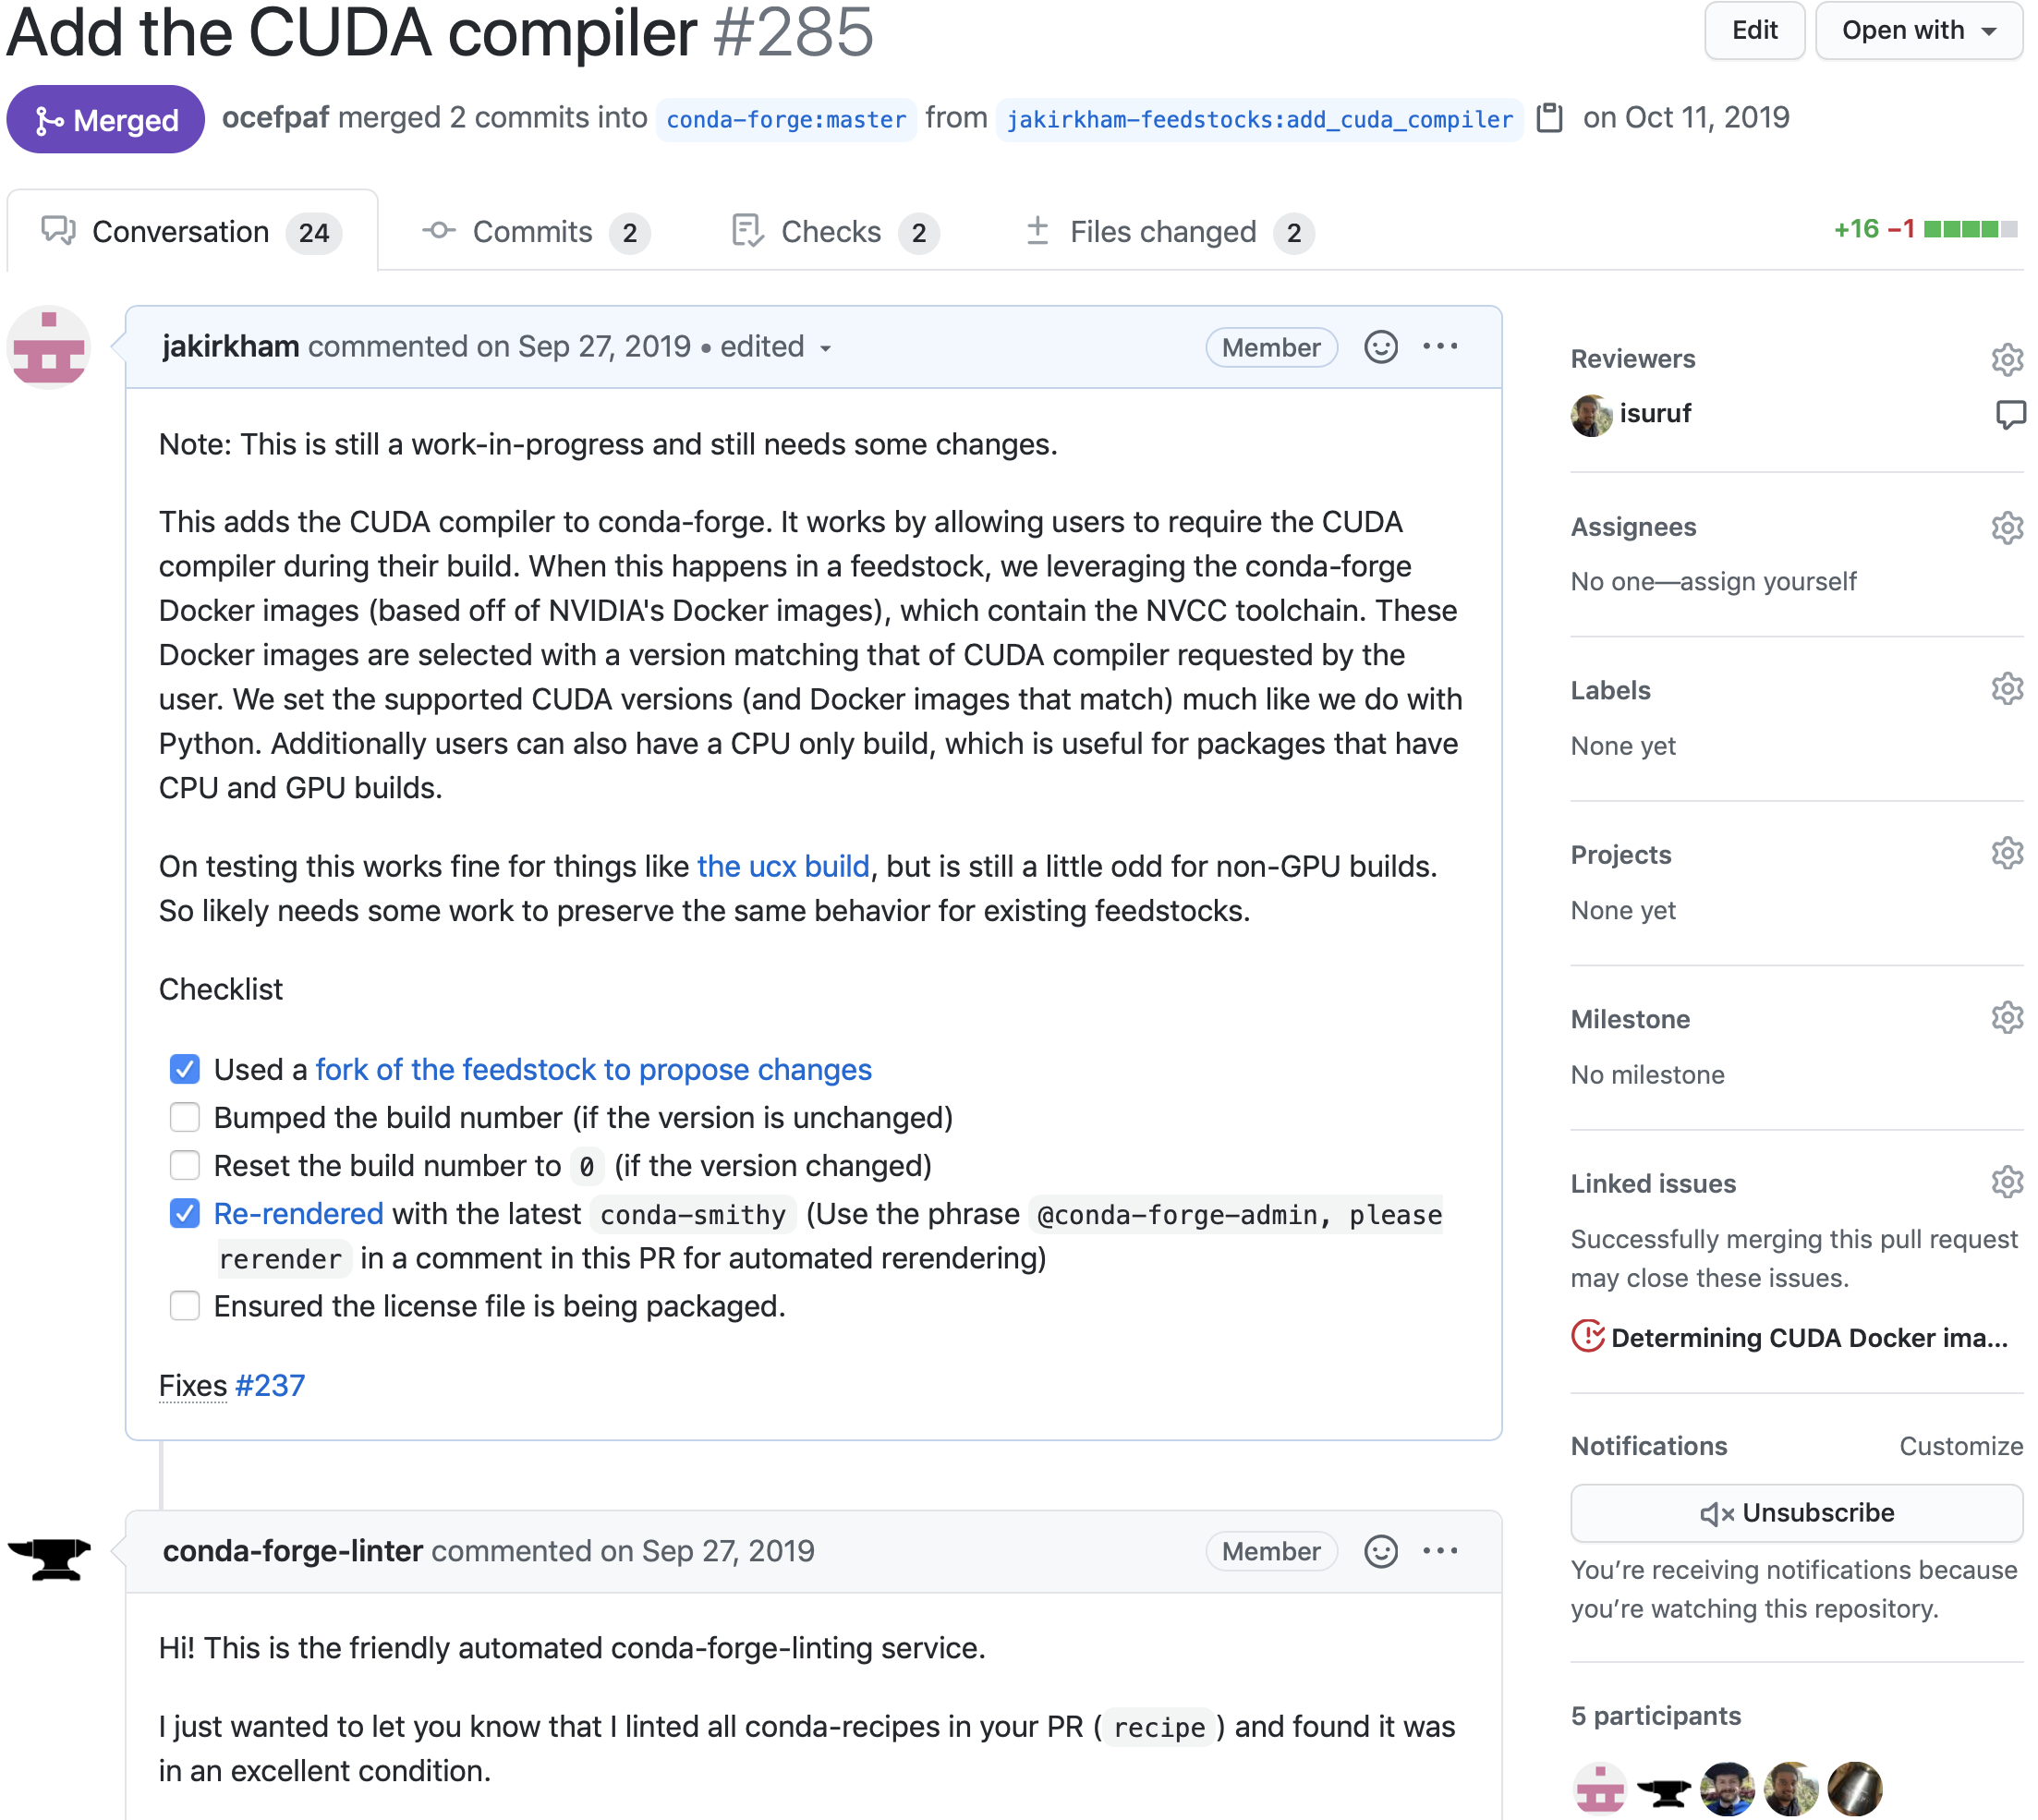 Add the CUDA compiler #285
Edit
Open with
Merged
ocefpaf merged 2 commits into conda-forge:master from jakirkham-feedstocks:add_cuda_compiler on Oct 11, 2019
Conversation 24
Commits 2
Checks 2
Files changed 2
+16 −1
jakirkham commented on Sep 27, 2019 • edited
Member
Note: This is still a work-in-progress and still needs some changes.
This adds the CUDA compiler to conda-forge. It works by allowing users to require the CUDA
compiler during their build. When this happens in a feedstock, we leveraging the conda-forge
Docker images (based off of NVIDIA's Docker images), which contain the NVCC toolchain. These
Docker images are selected with a version matching that of CUDA compiler requested by the
user. We set the supported CUDA versions (and Docker images that match) much like we do with
Python. Additionally users can also have a CPU only build, which is useful for packages that have
CPU and GPU builds.
On testing this works fine for things like the ucx build, but is still a little odd for non-GPU builds.
So likely needs some work to preserve the same behavior for existing feedstocks.
Checklist
Used a fork of the feedstock to propose changes
Bumped the build number (if the version is unchanged)
Reset the build number to 0 (if the version changed)
Re-rendered with the latest conda-smithy (Use the phrase @conda-forge-admin, please
rerender in a comment in this PR for automated rerendering)
Ensured the license file is being packaged.
Fixes #237
conda-forge-linter commented on Sep 27, 2019
Member
Hi! This is the friendly automated conda-forge-linting service.
I just wanted to let you know that I linted all conda-recipes in your PR (recipe) and found it was
in an excellent condition.
Reviewers
isuruf
Assignees
No one—assign yourself
Labels
None yet
Projects
None yet
Milestone
No milestone
Linked issues
Successfully merging this pull request
may close these issues.
Determining CUDA Docker ima...
Notifications
Customize
Unsubscribe
You’re receiving notifications because
you’re watching this repository.
5 participants